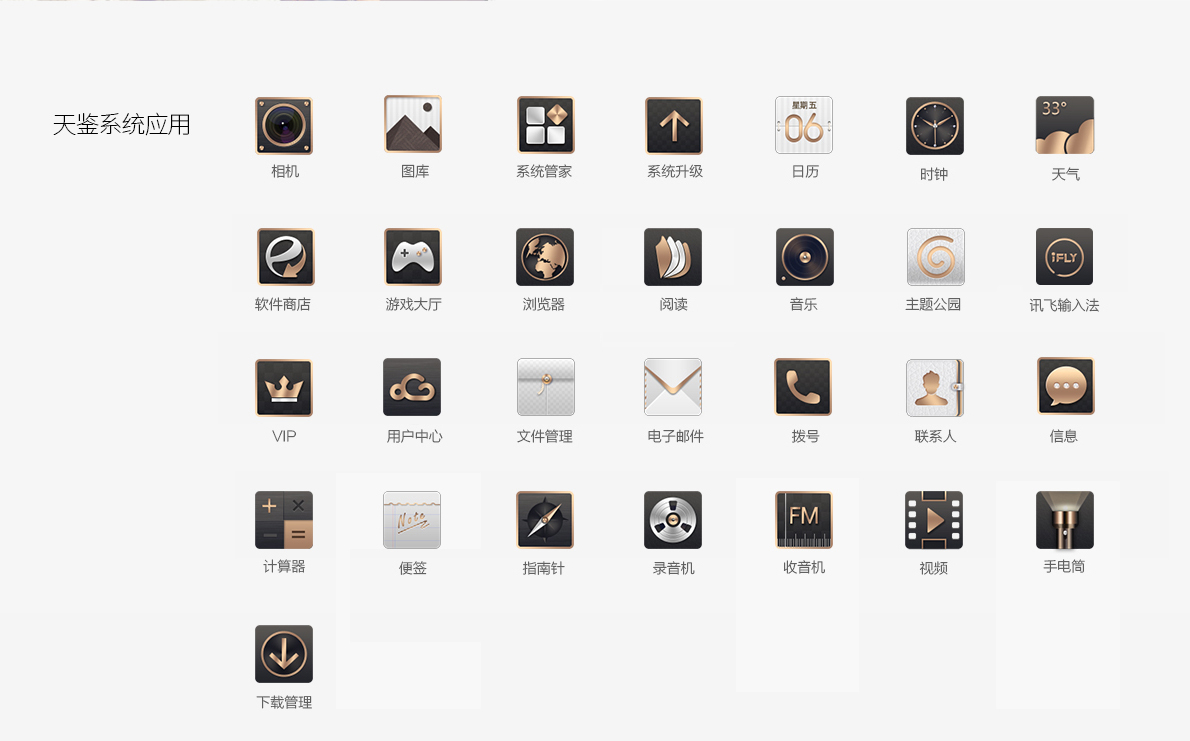 天鉴系统应用
星期五
06
33°
相机
图库
系统管家
系统升级
日历
时钟
天气
iFLY
软件商店
游戏大厅
浏览器
阅读
音乐
主题公园
讯飞输入法
VIP
用户中心
文件管理
电子邮件
拨号
联系人
信息
Note
FM
计算器
便签
指南针
录音机
收音机
视频
手电筒
下载管理